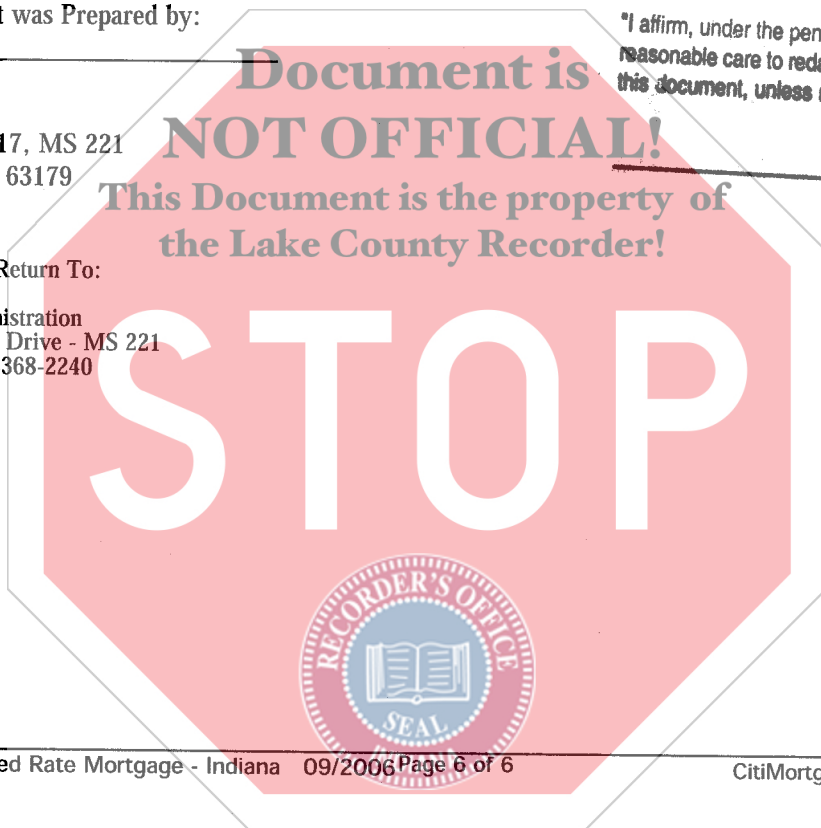 t was Prepared by:
"I affirm, under the pen
reasonable care to reda
this document, unless
Document is
NOT OFFICIAL!
This Document is the property of
the Lake County Recorder!
17, MS 221
63179
Return To:
istration
Drive - MS 221
368-2240
STOP
RECORDER'S OFFICE
SEAL
ed Rate Mortgage - Indiana 09/2006 Page 6 of 6
CitiMortg